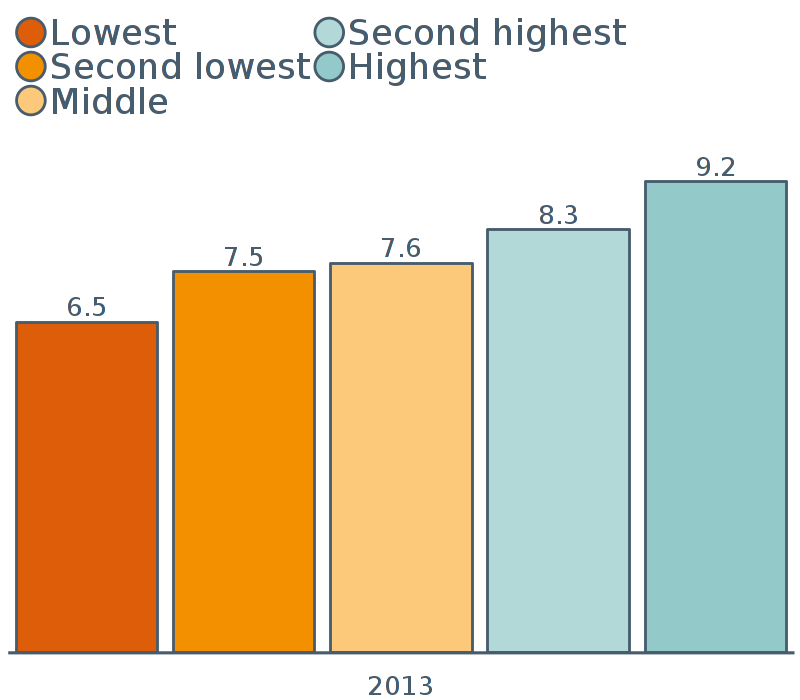 Lowest
Second lowest
Middle
Second highest
Highest
6.5
7.5
7.6
8.3
9.2
2013